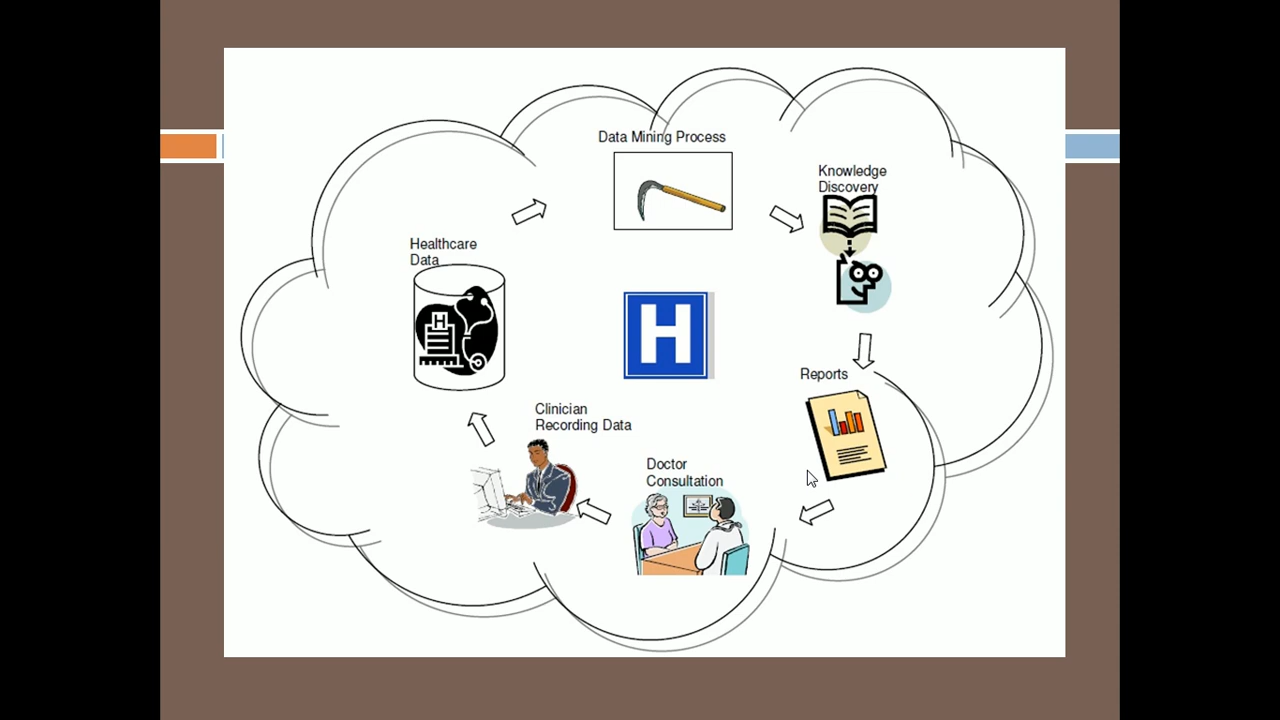 Data Mining Process
Knowledge
Discovery
Healthcare
Data
H
H
Reports
Clinician
Recording Data
Doctor
Consultation